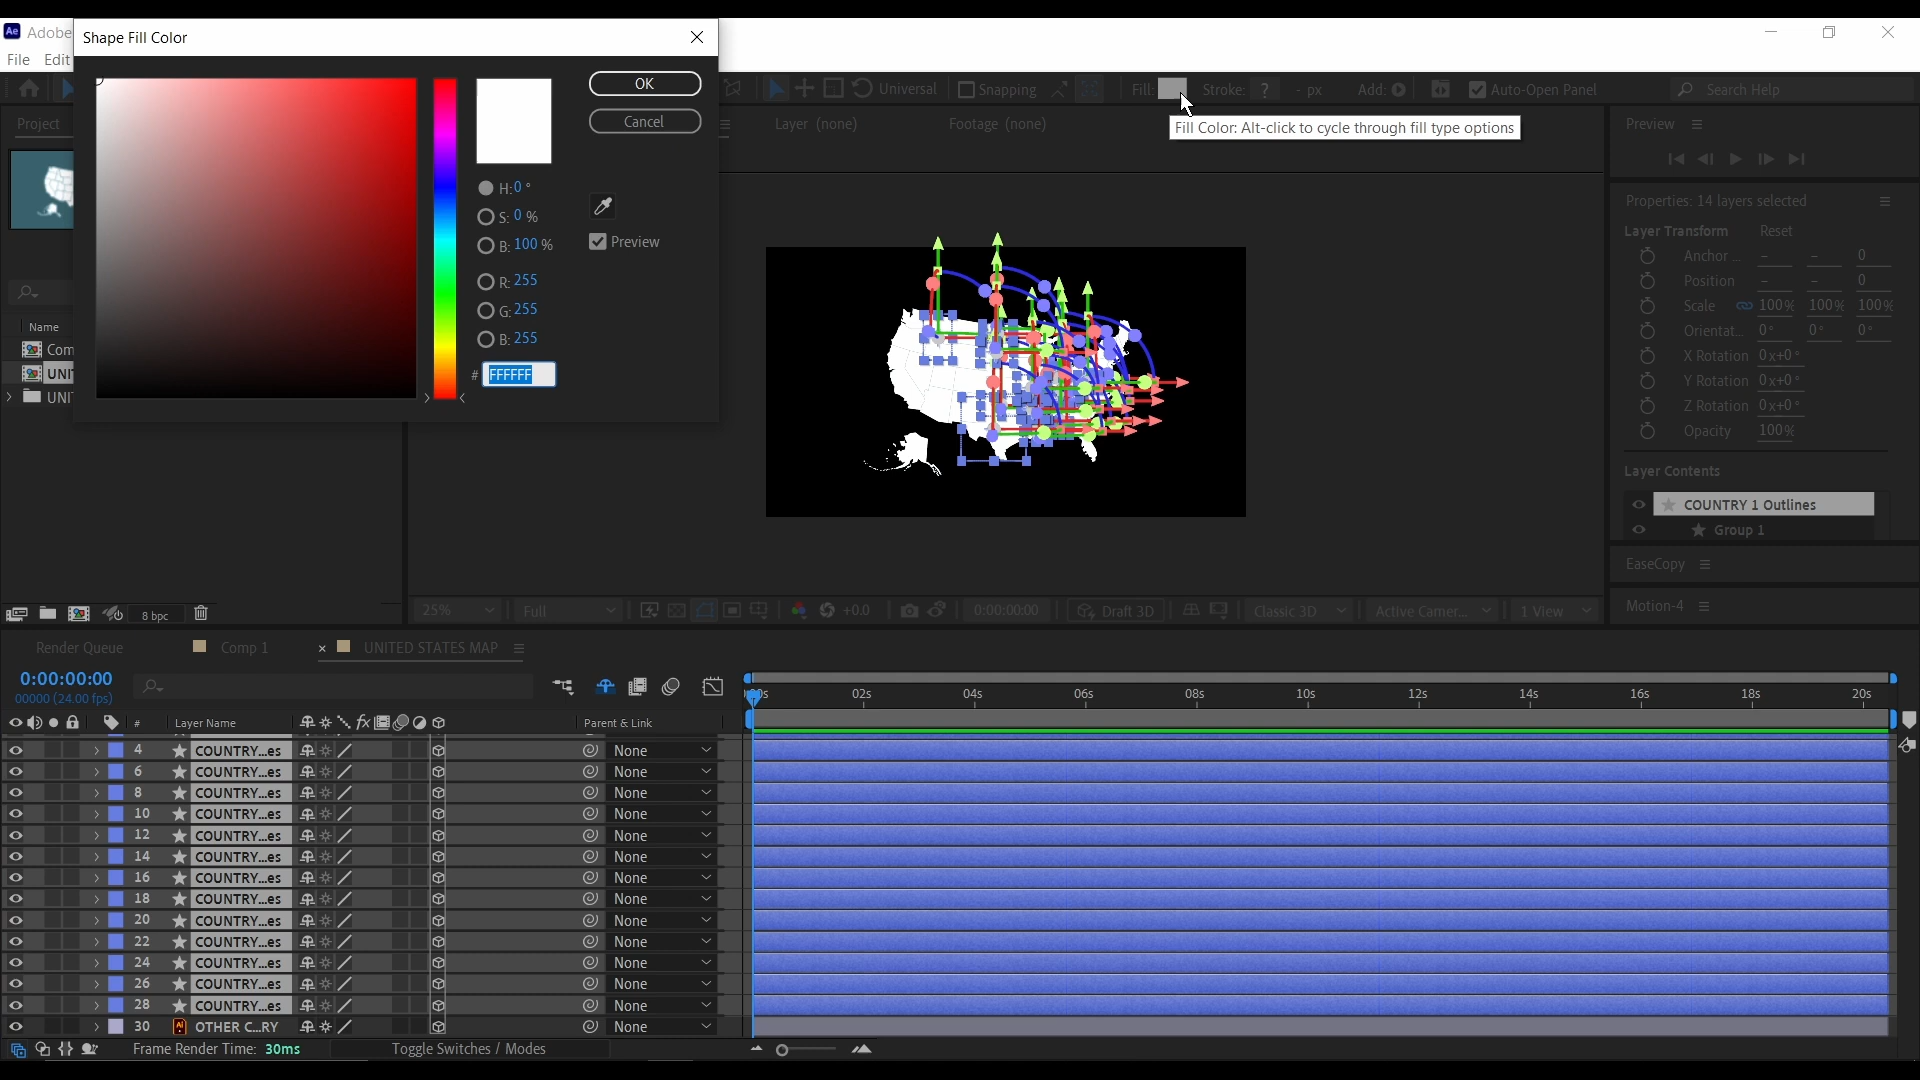 Ae Adobe
Shape Fill Color
File Edit
OK
Cancel
H: 0 °
S: 0 %
B: 100 %
Preview
R: 255
G: 255
B: 255
# FFFFFF
Universal
Snapping
Fill:
Stroke: ?
- px
Add:
Auto-Open Panel
Search Help
Fill Color: Alt-click to cycle through fill type options
Project
Layer (none)
Footage (none)
Preview
Name
Com
UNI
UNI
Properties: 14 layers selected
Layer Transform Reset
Anchor ... - - 0
Position - - 0
Scale 100% 100% 100%
Orientat... 0° 0° 0°
X Rotation 0x+0°
Y Rotation 0x+0°
Z Rotation 0x+0°
Opacity 100%
Layer Contents
COUNTRY 1 Outlines
Group 1
EaseCopy
Motion-4
8 bpc
25%
Full
+0.0
0:00:00:00
Draft 3D
Classic 3D
Active Camer...
1 View
Render Queue
Comp 1
× UNITED STATES MAP
0:00:00:00
00000 (24.00 fps)
02s 04s 06s 08s 10s 12s 14s 16s 18s 20s
# Layer Name
fx
Parent & Link
4 COUNTRY...es None
6 COUNTRY...es None
8 COUNTRY...es None
10 COUNTRY...es None
12 COUNTRY...es None
14 COUNTRY...es None
16 COUNTRY...es None
18 COUNTRY...es None
20 COUNTRY...es None
22 COUNTRY...es None
24 COUNTRY...es None
26 COUNTRY...es None
28 COUNTRY...es None
30 Ai OTHER C...RY None
Frame Render Time: 30ms
Toggle Switches / Modes